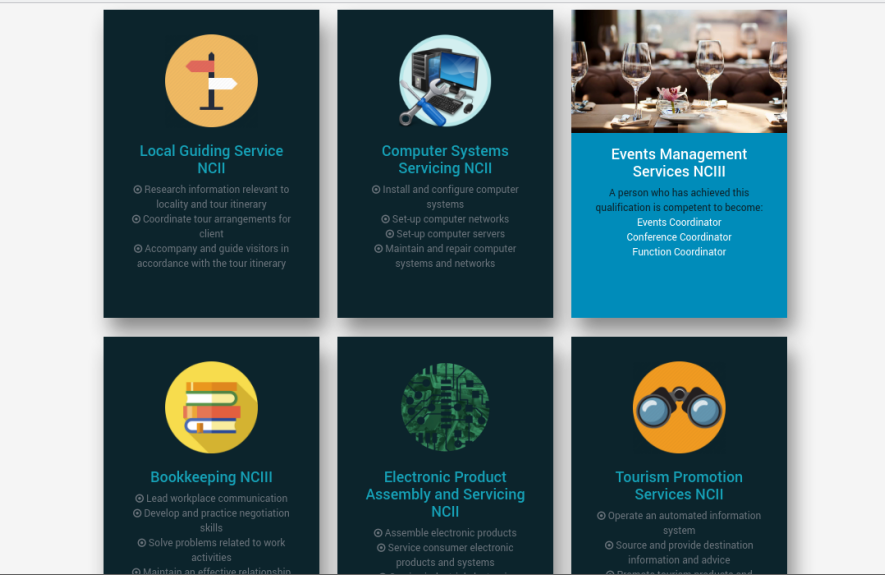 Local Guiding Service
NCII
Research information relevant to
locality and tour itinerary
Coordinate tour arrangements for
client
Accompany and guide visitors in
accordance with the tour itinerary
Computer Systems
Servicing NCII
Install and configure computer
systems
Set-up computer networks
Set-up computer servers
Maintain and repair computer
systems and networks
Events Management
Services NCIII
A person who has achieved this
qualification is competent to become:
Events Coordinator
Conference Coordinator
Function Coordinator
Bookkeeping NCIII
Lead workplace communication
Develop and practice negotiation
skills
Solve problems related to work
activities
Maintain an effective relationship
Electronic Product
Assembly and Servicing
NCII
Assemble electronic products
Service consumer electronic
products and systems
Tourism Promotion
Services NCII
Operate an automated information
system
Source and provide destination
information and advice
Promote tourism products and